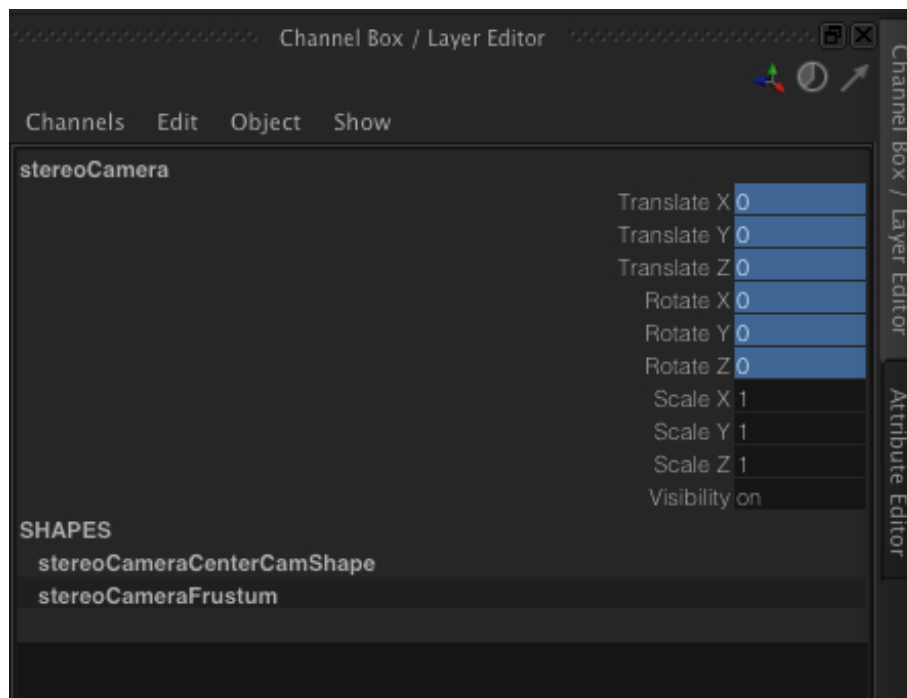 Channel Box / Layer Editor
Channels Edit Object Show
stereoCamera
Translate X 0
Translate Y 0
Translate Z 0
Rotate X 0
Rotate Y 0
Rotate Z 0
Scale X 1
Scale Y 1
Scale Z 1
Visibility on
SHAPES
stereoCameraCenterCamShape
stereoCameraFrustum
Channel Box / Layer Editor
Attribute Editor